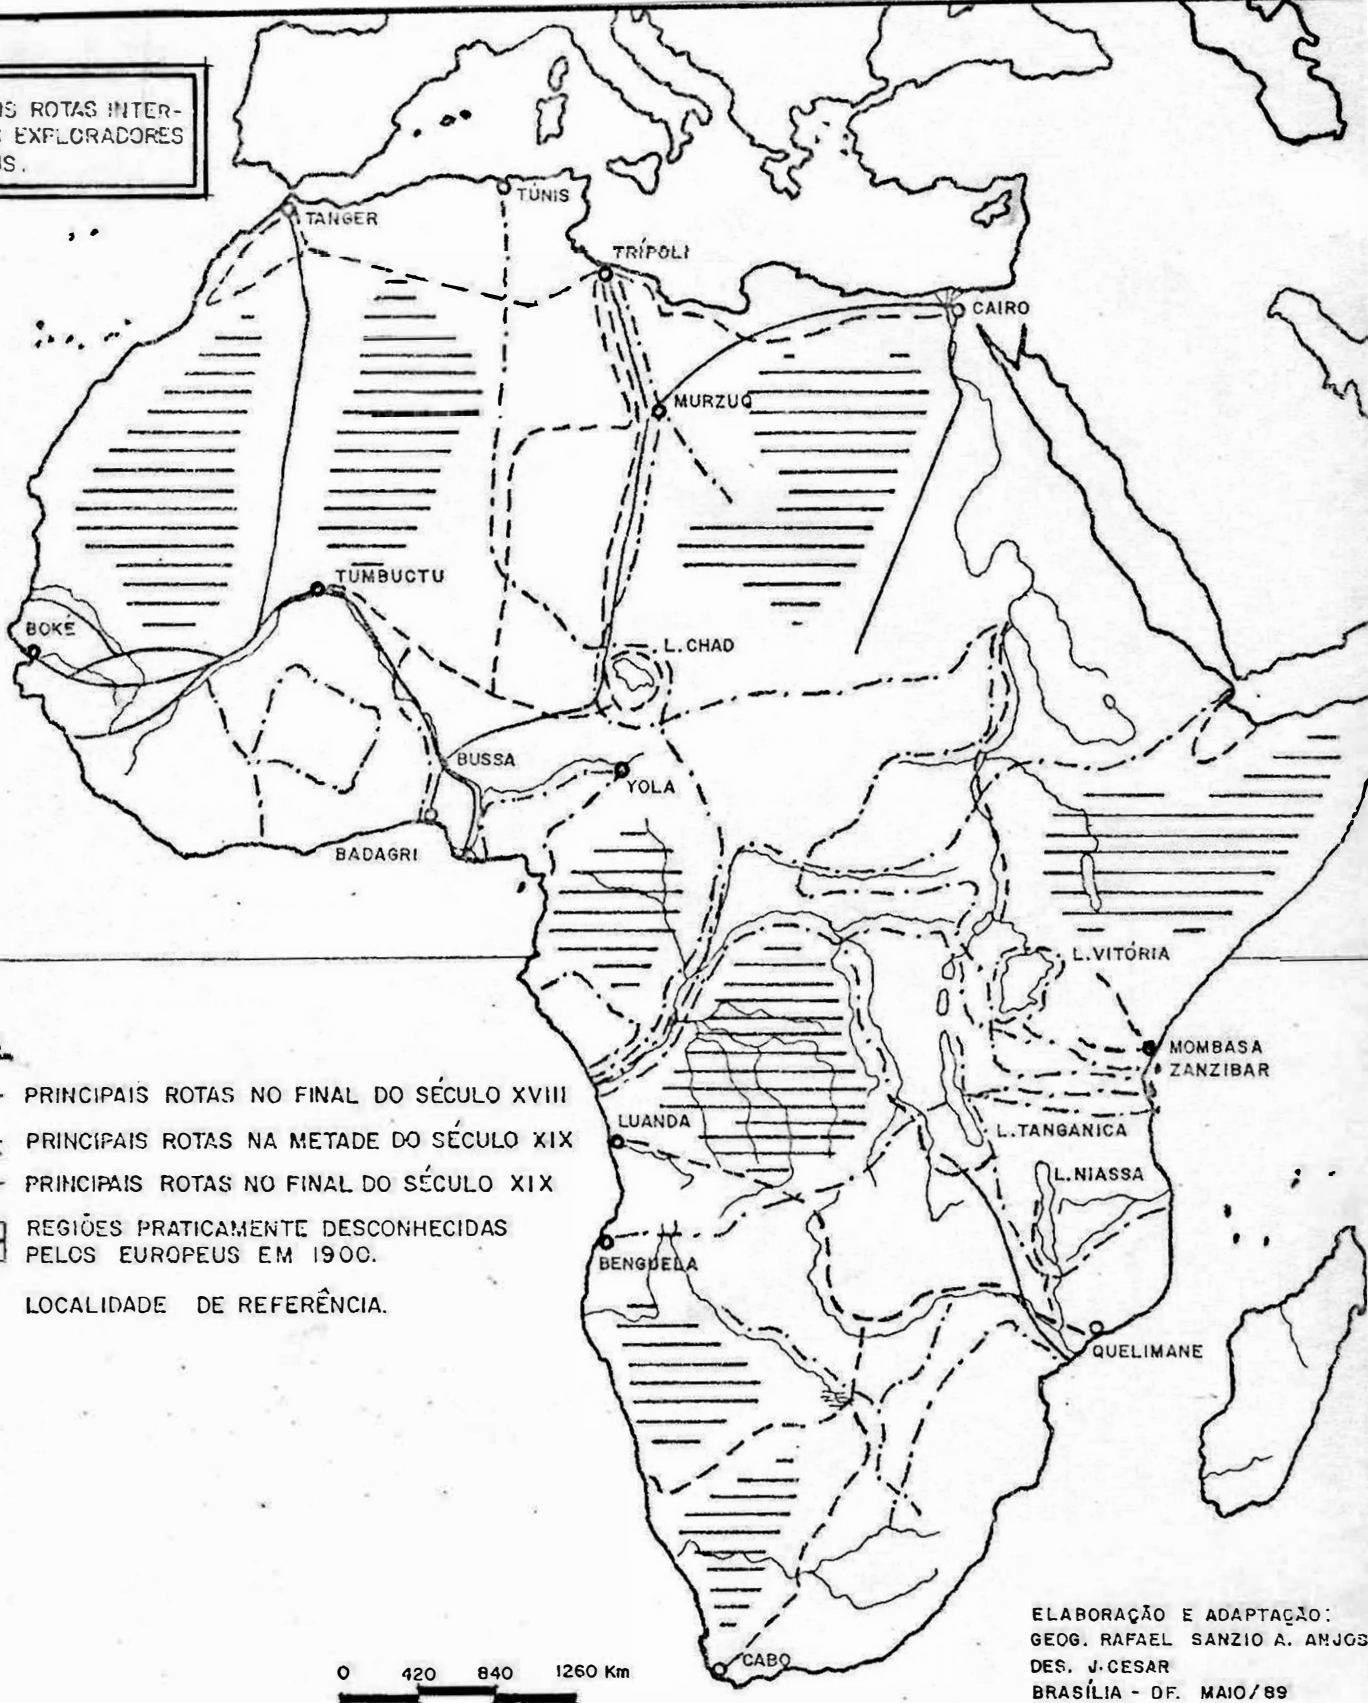 ROTAS INTER-
EXPLORADORES
TANGER
TÚNIS
TRÍPOLI
CAIRO
MURZUQ
TUMBUCTU
BOKÉ
L.CHAD
BUSSA
YOLA
BADAGRI
L.VITÓRIA
MOMBASA
ZANZIBAR
LUANDA
L.TANGANICA
L.NIASSA
BENGUELA
QUELIMANE
CABO
PRINCIPAIS ROTAS NO FINAL DO SÉCULO XVIII
PRINCIPAIS ROTAS NA METADE DO SÉCULO XIX
PRINCIPAIS ROTAS NO FINAL DO SÉCULO XIX
REGIÕES PRATICAMENTE DESCONHECIDAS
PELOS EUROPEUS EM 1900.
LOCALIDADE DE REFERÊNCIA.
0 420 840 1260 Km
ELABORAÇÃO E ADAPTAÇÃO:
GEOG. RAFAEL SANZIO A. ANJOS
DES. J.CESAR
BRASÍLIA - DF. MAIO/89